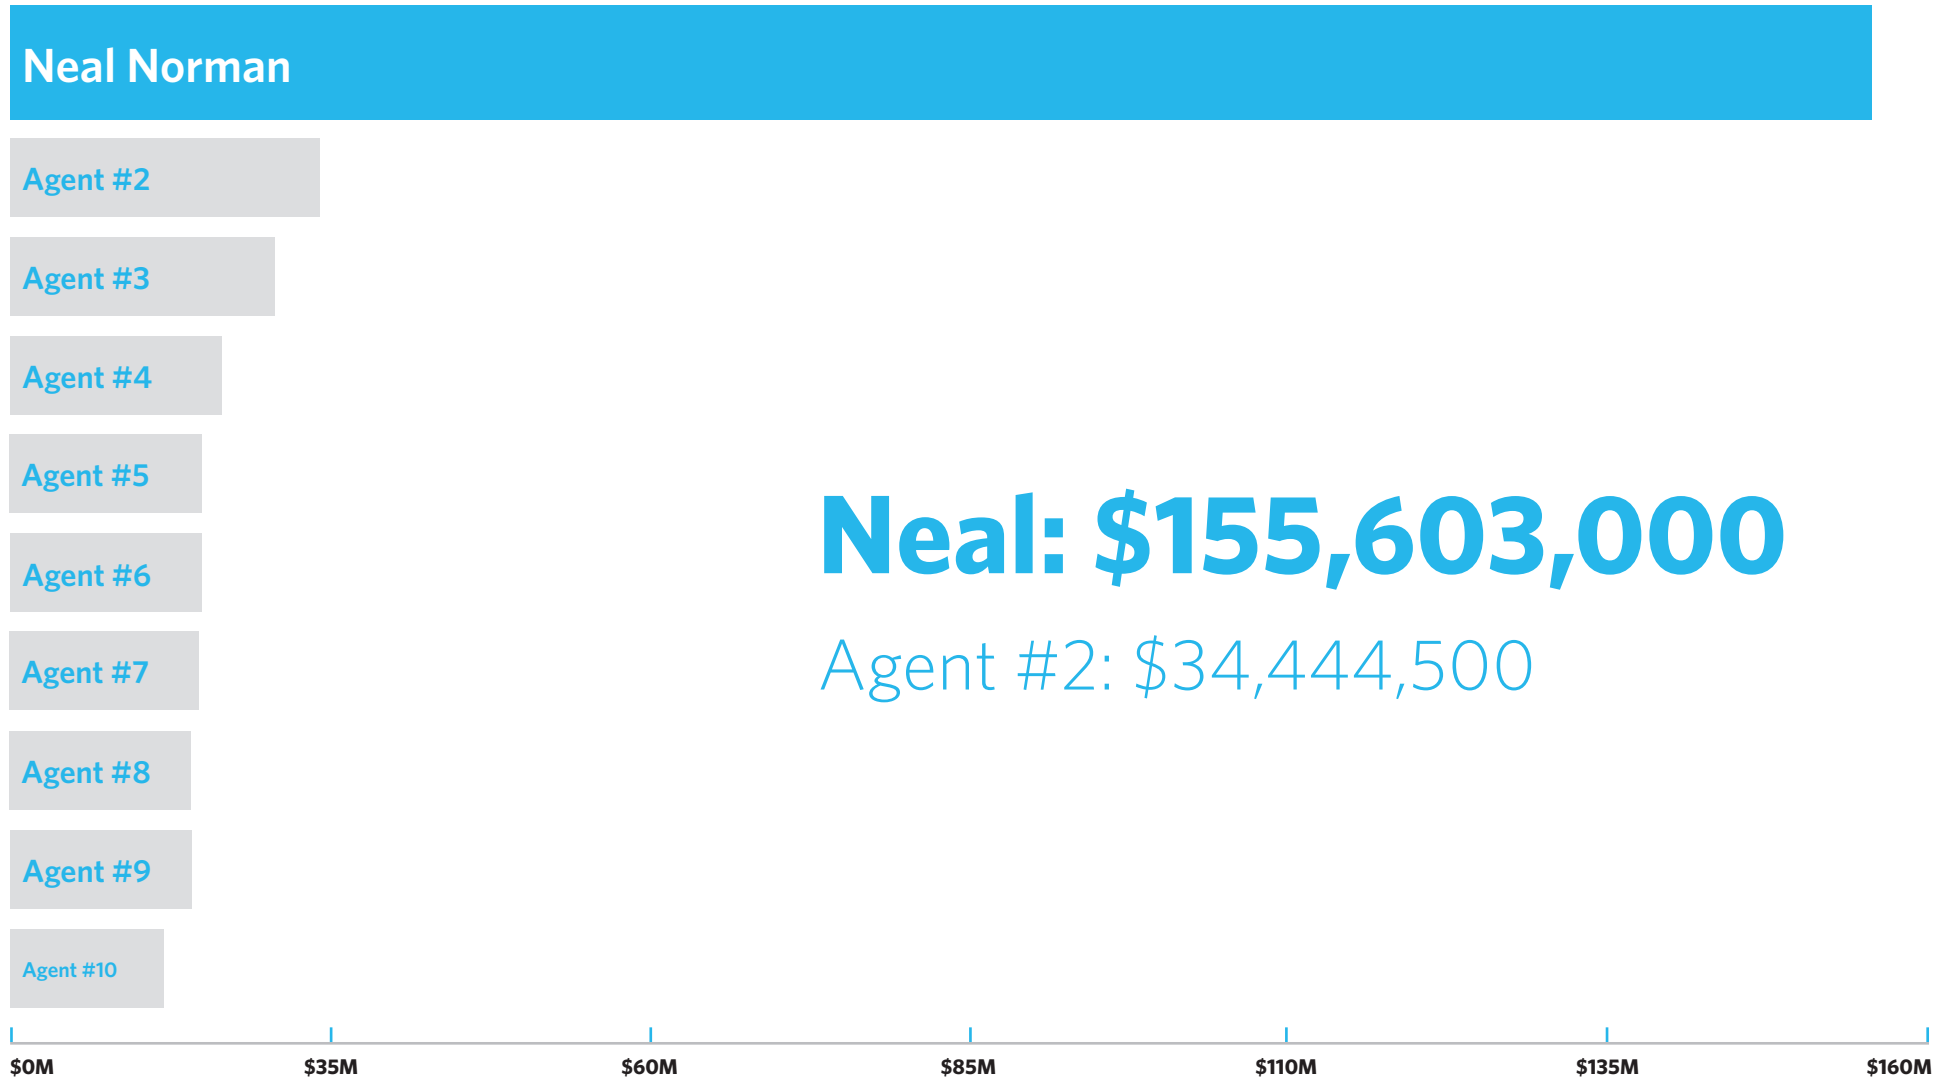 Neal Norman
Agent #2
Agent #3
Agent #4
Agent #5
Agent #6
Agent #7
Agent #8
Agent #9
Agent #10
Neal: $155,603,000
Agent #2: $34,444,500
$0M $35M $60M $85M $110M $135M $160M